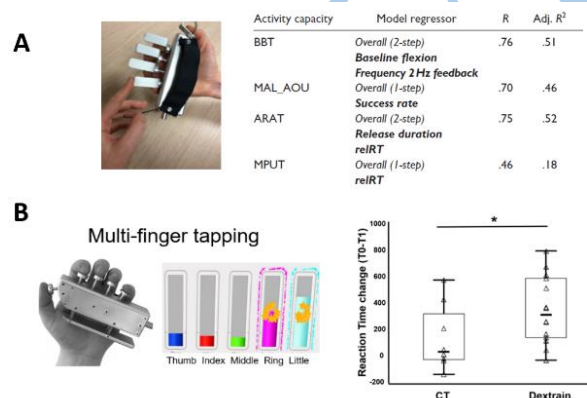 A
Activity capacity Model regressor R Adj. R²
BBT Overall (2-step) .76 .51
Baseline flexion
Frequency 2 Hz feedback
MAL_AOU Overall (1-step) .70 .46
Success rate
ARAT Overall (2-step) .75 .52
Release duration
relRT
MPUT Overall (1-step) .46 .18
relRT
B
Multi-finger tapping
Thumb Index Middle Ring Little
Reaction Time change (T0-T1)
1000
800
600
400
200
0
-200
*
CT Dextrain